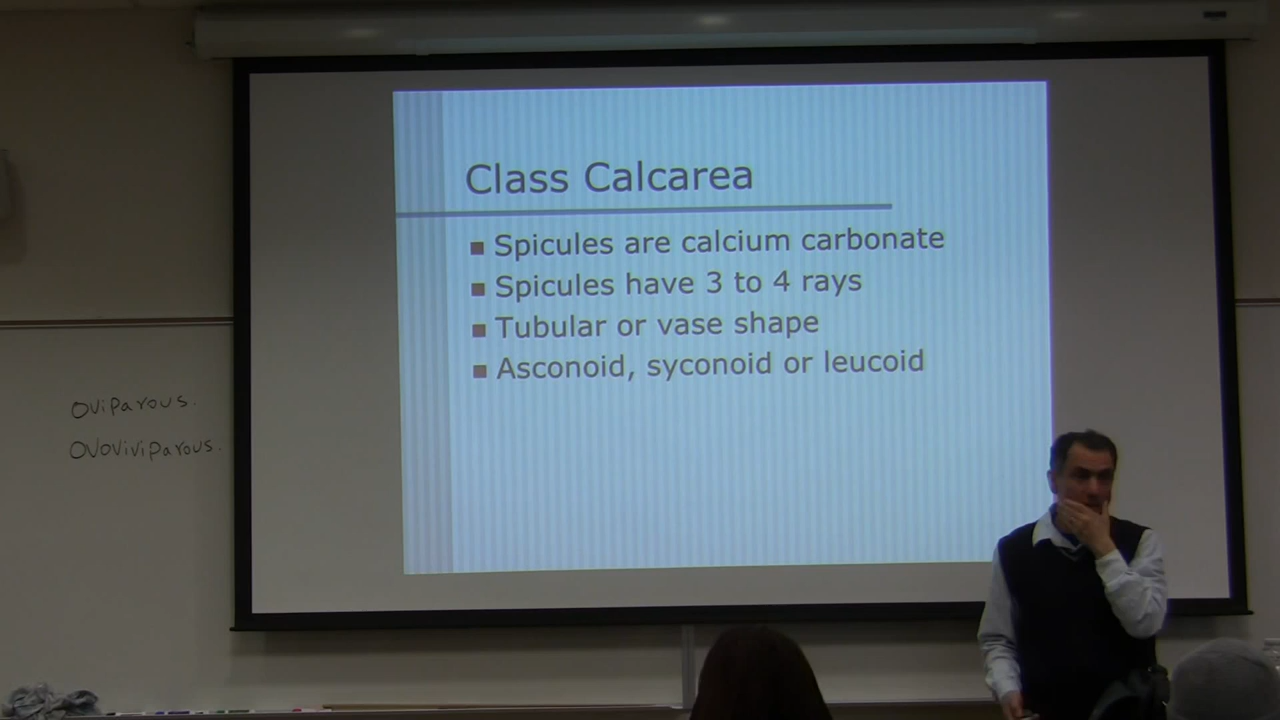 Class Calcarea
Spicules are calcium carbonate
Spicules have 3 to 4 rays
Tubular or vase shape
Asconoid, syconoid or leucoid
Oviparous.
Ovoviviparous.